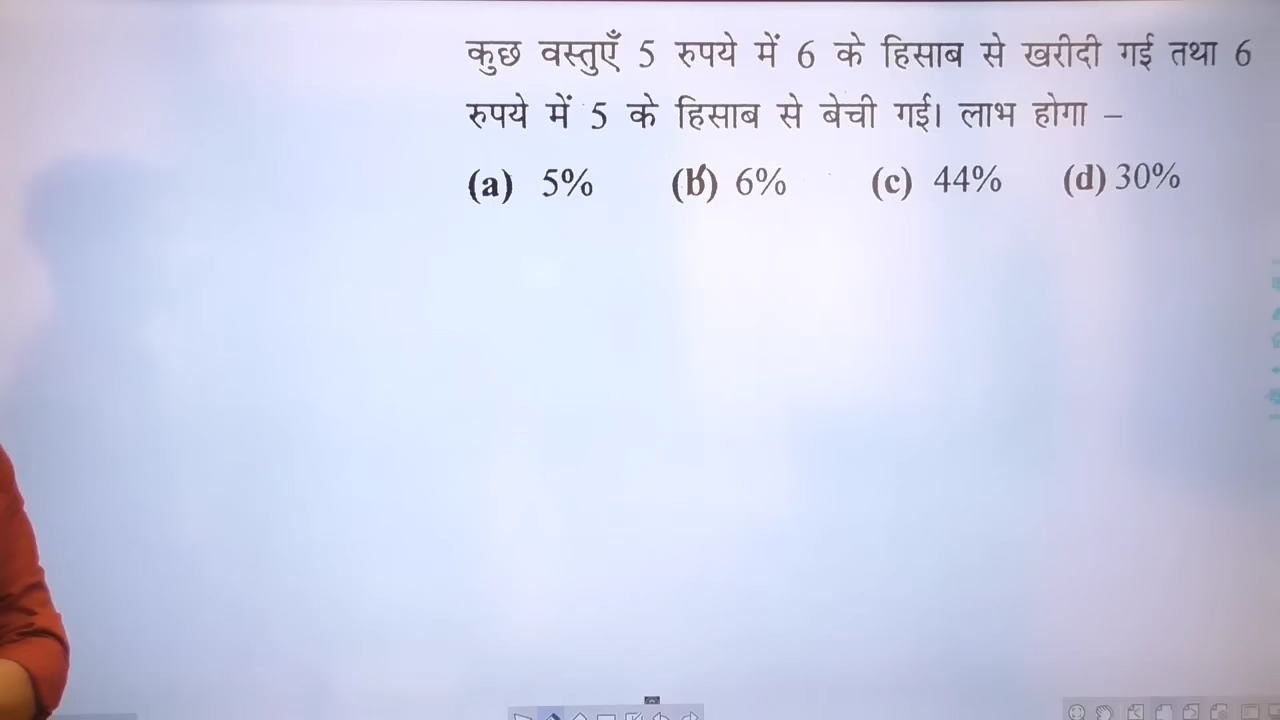 कुछ वस्तुएँ 5 रुपये में 6 के हिसाब से खरीदी गई तथा 6
रुपये में 5 के हिसाब से बेची गई। लाभ होगा –
(a) 5% (b) 6% (c) 44% (d) 30%